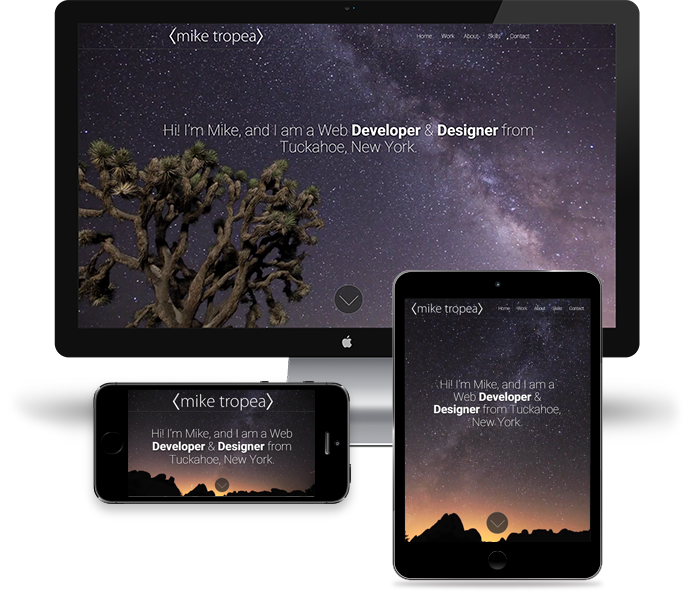 〈mike tropea〉
Home Work About Skills Contact
Hi! I'm Mike, and I am a Web Developer & Designer from
Tuckahoe, New York.
〈mike tropea〉
Home Work About Skills Contact
Hi! I'm Mike, and I am a
Web Developer &
Designer from Tuckahoe,
New York.
〈mike tropea〉
Hi! I'm Mike, and I am a Web
Developer & Designer from
Tuckahoe, New York.